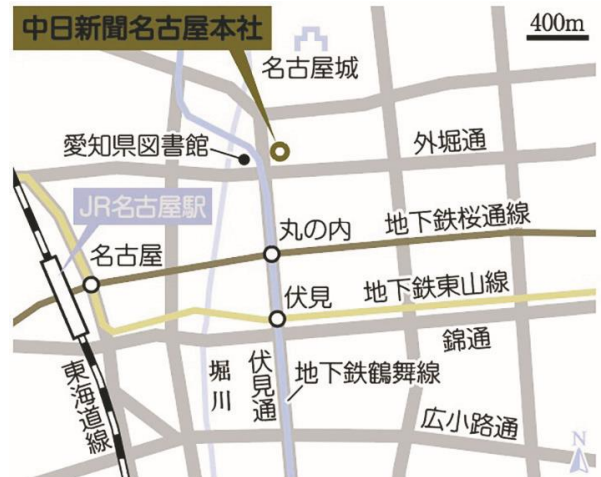 中日新聞名古屋本社
400m
名古屋城
愛知県図書館
外堀通
JR名古屋駅
丸の内
地下鉄桜通線
名古屋
伏見
地下鉄東山線
錦通
東海道線
堀川
伏見通
地下鉄鶴舞線
広小路通
N